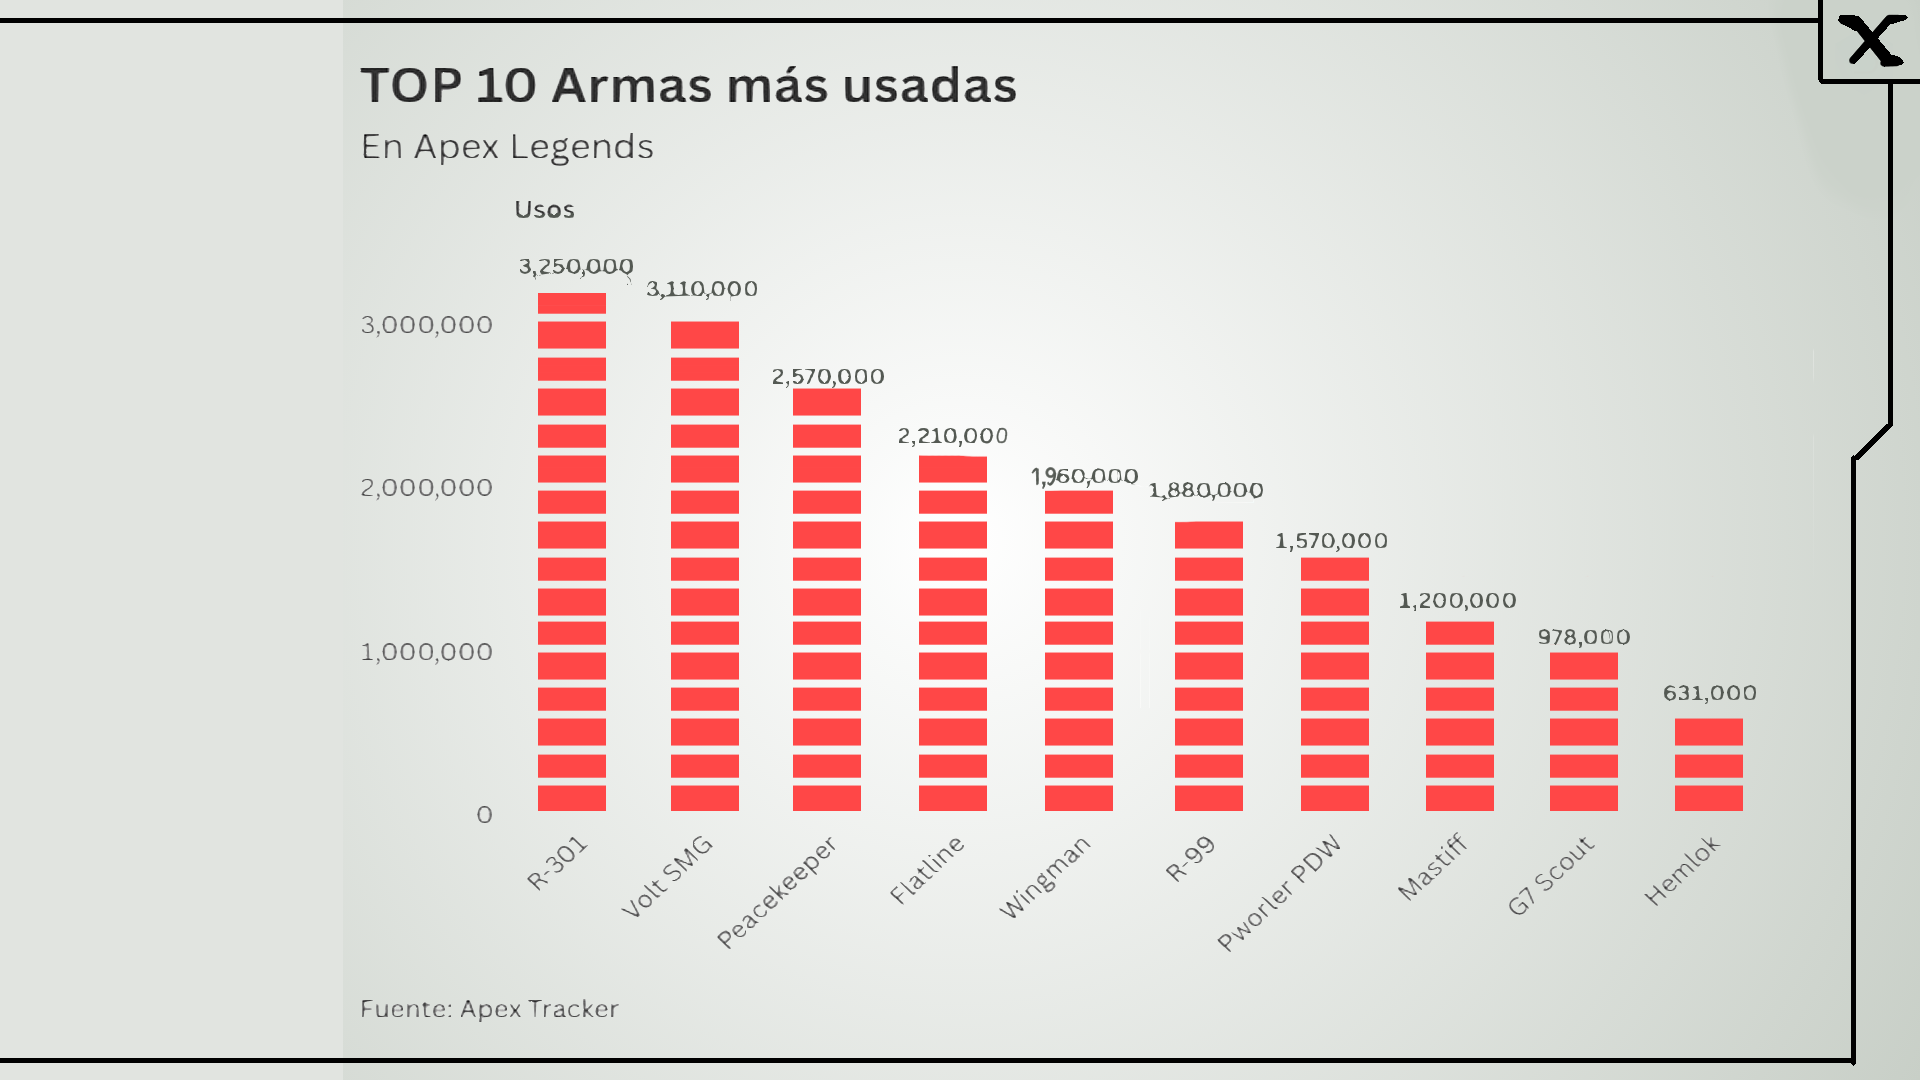 X
TOP 10 Armas más usadas
En Apex Legends
Usos
3,250,000
3,110,000
2,570,000
2,210,000
1,960,000
1,880,000
1,570,000
1,200,000
978,000
631,000
3,000,000
2,000,000
1,000,000
0
R-301
Volt SMG
Peacekeeper
Flatline
Wingman
R-99
Pworler PDW
Mastiff
G7 Scout
Hemlok
Fuente: Apex Tracker